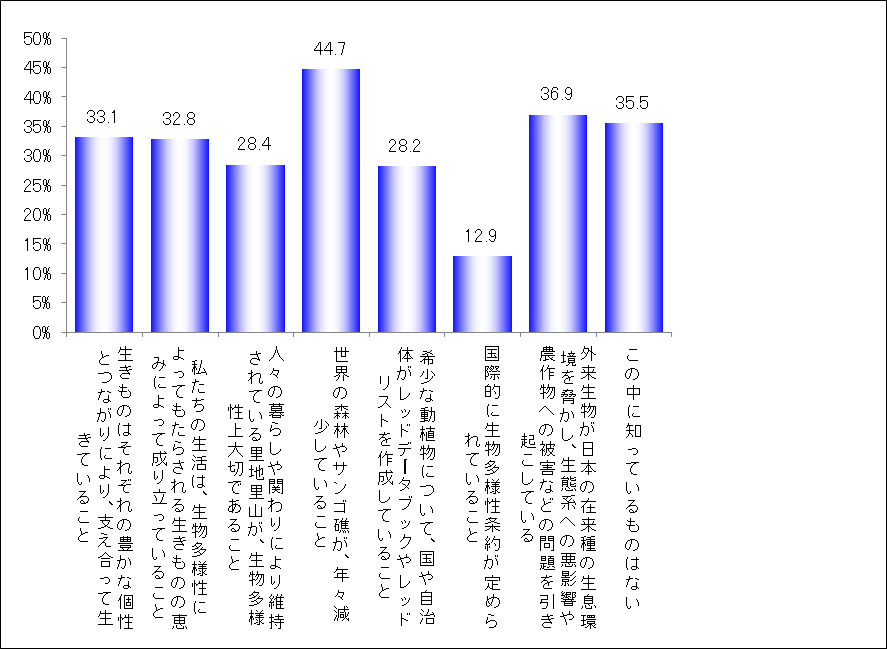 50%
45%
40%
35%
30%
25%
20%
15%
10%
5%
0%
33.1
32.8
28.4
44.7
28.2
12.9
36.9
35.5
生きものはそれぞれの豊かな個性
とつながりにより、支え合って生
きていること
私たちの生活は、生物多様性に
よってもたらされる生きものの恵
みによって成り立っていること
人々の暮らしや関わりにより維持
されている里地里山が、生物多様
性上大切であること
世界の森林やサンゴ礁が、年々減
少していること
希少な動植物について、国や自治
体がレッドデータブックやレッド
リストを作成していること
国際的に生物多様性条約が定めら
れていること
外来生物が日本の在来種の生息環
境を脅かし、生態系への悪影響や
農作物への被害などの問題を引き
起こしている
この中に知っているものはない